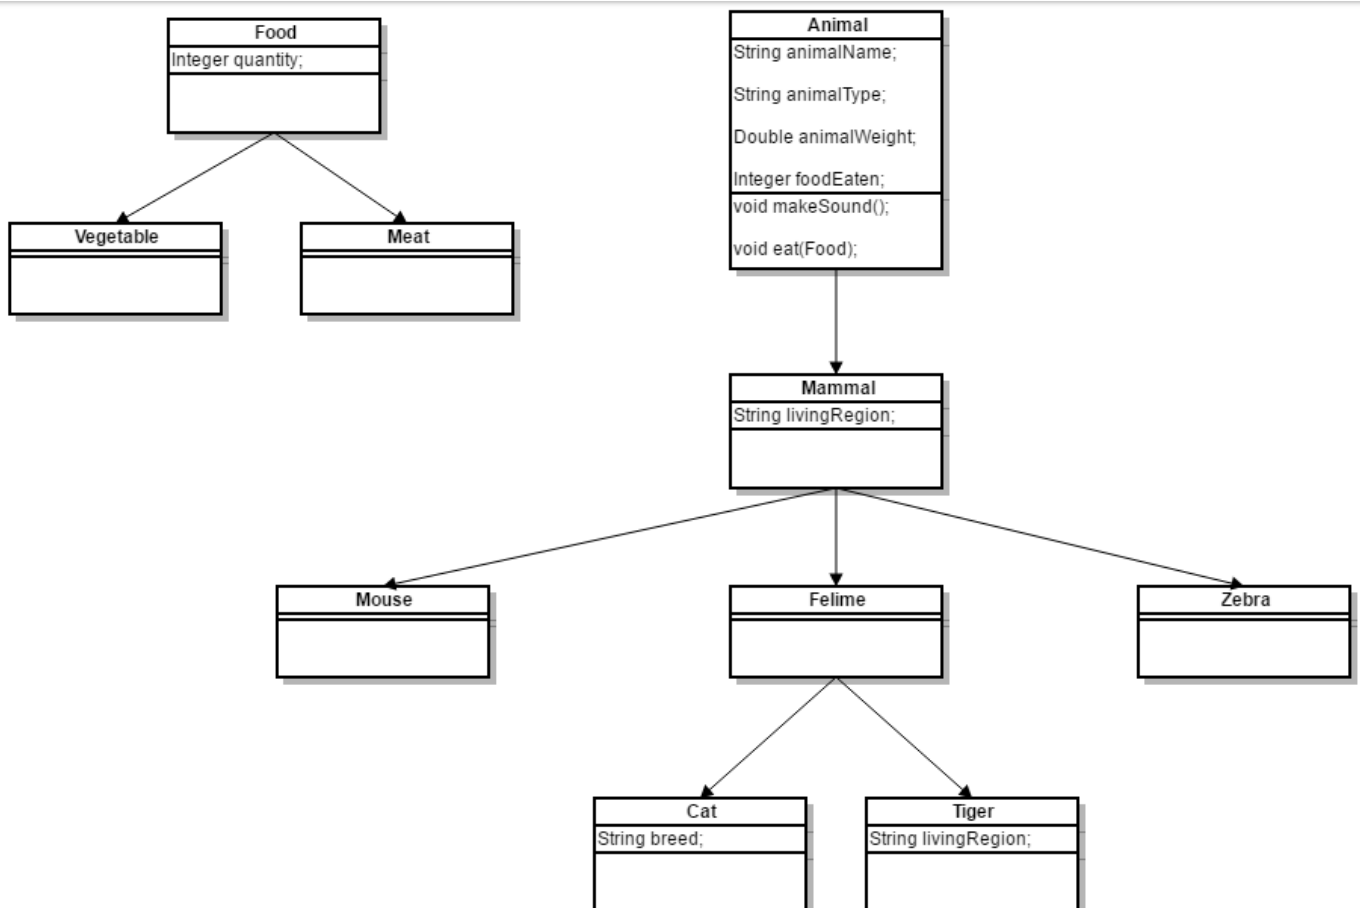 Food
Integer quantity;
Vegetable
Meat
Animal
String animalName;
String animalType;
Double animalWeight;
Integer foodEaten;
void makeSound();
void eat(Food);
Mammal
String livingRegion;
Mouse
Felime
Zebra
Cat
String breed;
Tiger
String livingRegion;